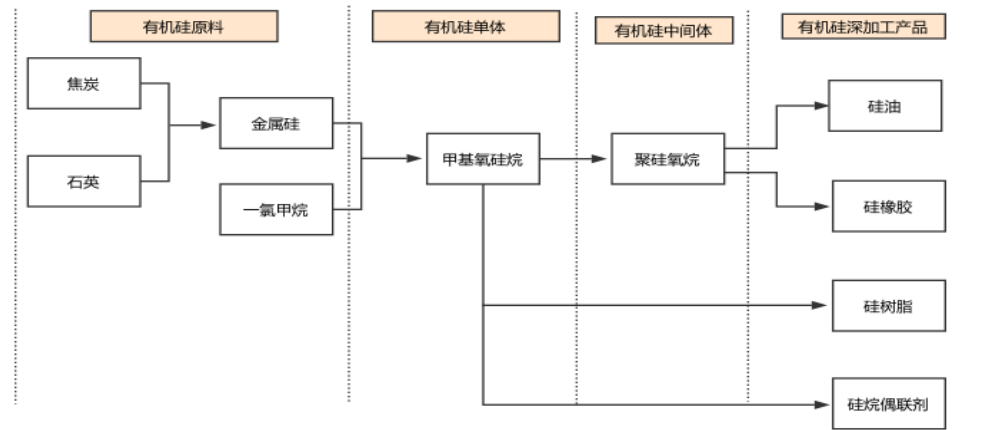 有机硅原料
有机硅单体
有机硅中间体
有机硅深加工产品
焦炭
石英
金属硅
一氯甲烷
甲基氧硅烷
聚硅氧烷
硅油
硅橡胶
硅树脂
硅烷偶联剂